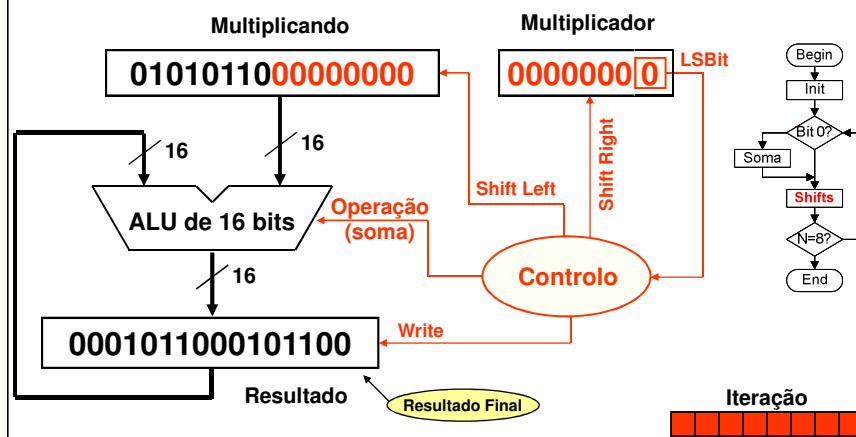 Multiplicando
Multiplicador
0101011000000000
00000000
LSBit
Begin
Init
Bit 0?
Soma
Shifts
N=8?
End
16
16
Shift Left
Shift Right
ALU de 16 bits
Operação
(soma)
Controlo
16
0001011000101100
Write
Resultado
Resultado Final
Iteração